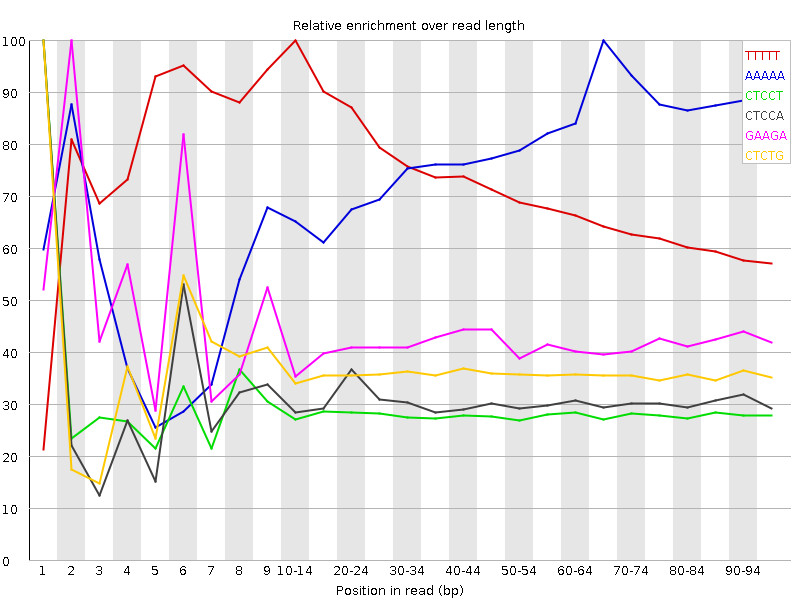 Relative enrichment over read length
100
90
80
70
60
50
40
30
20
10
0
TTTTT
AAAAA
CTCCT
CTCCA
GAAGA
CTCTG
1 2 3 4 5 6 7 8 9 10-14 20-24 30-34 40-44 50-54 60-64 70-74 80-84 90-94
Position in read (bp)